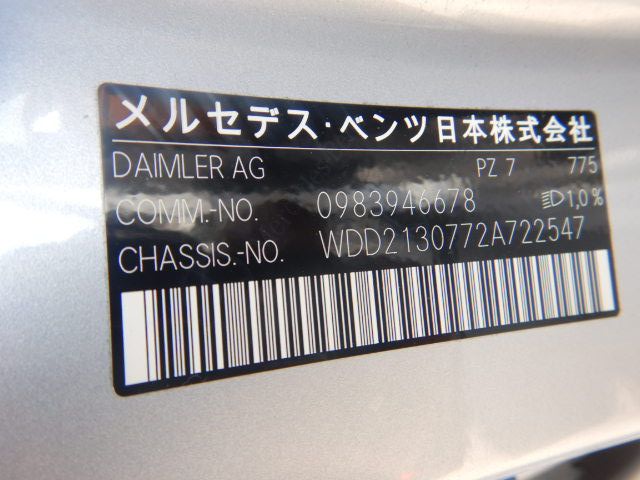 メルセデス・ベンツ日本株式会社
DAIMLER AG PZ 7 775
COMM.-NO. 0983946678 1,0%
CHASSIS.-NO. WDD2130772A722547